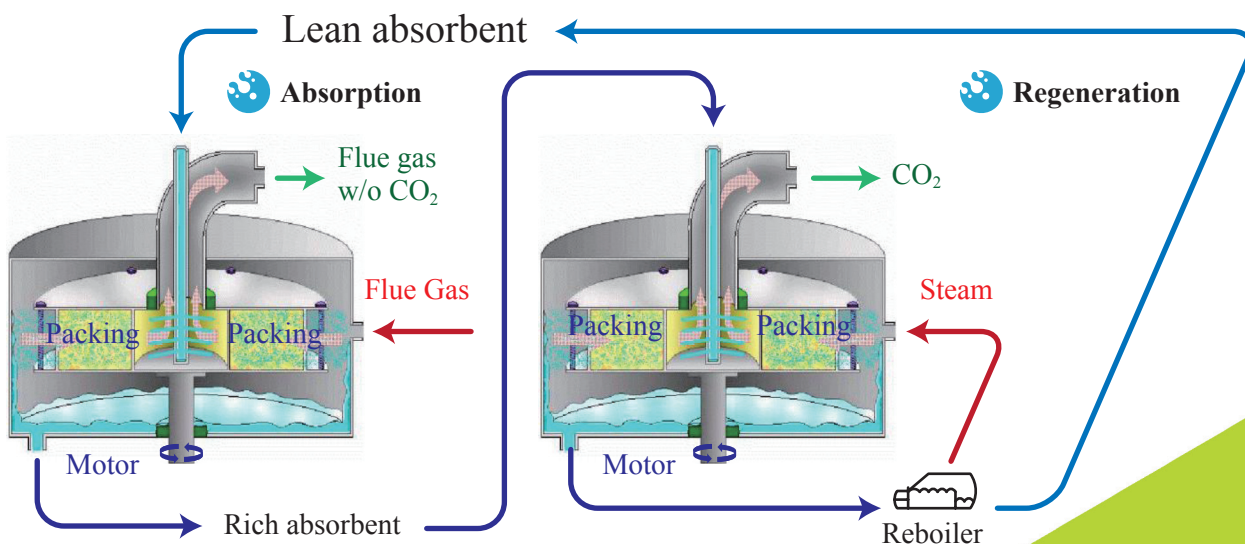 Lean absorbent
Absorption
Regeneration
Flue gas
w/o CO₂
CO₂
Flue Gas
Steam
Packing
Packing
Packing
Packing
Motor
Motor
Rich absorbent
Reboiler